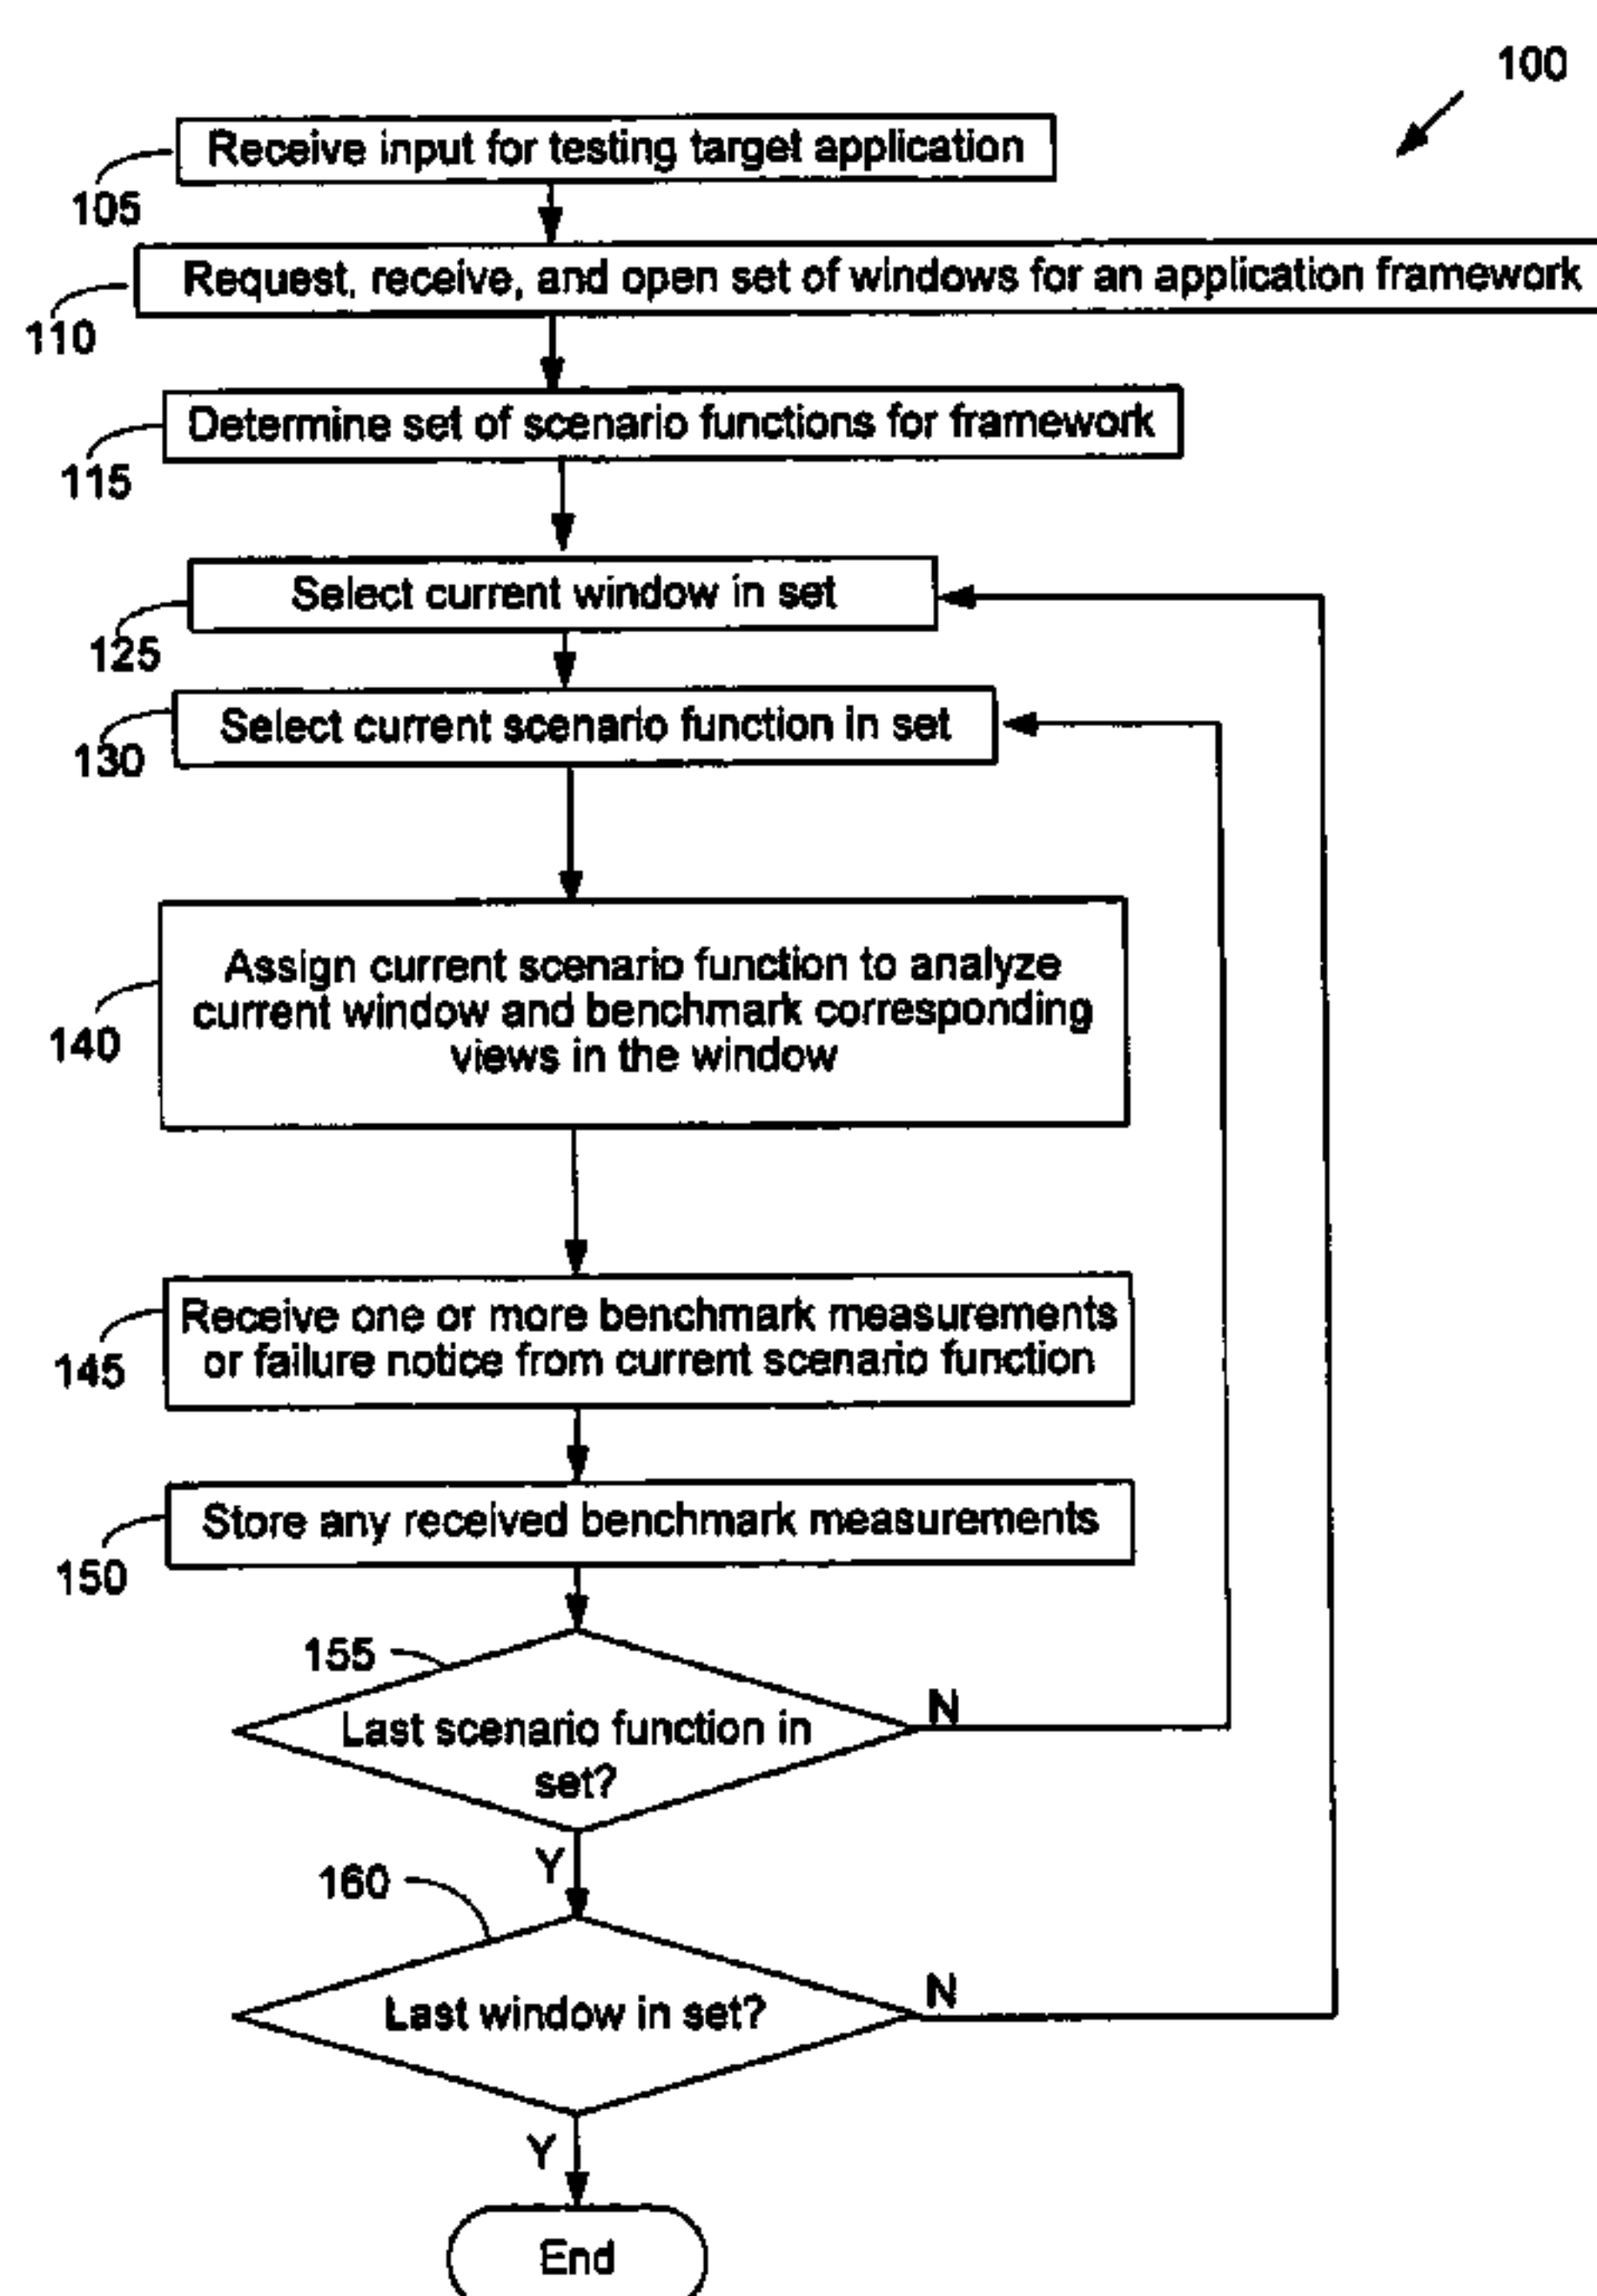 100
Receive input for testing target application
105
Request, receive, and open set of windows for an application framework
110
Determine set of scenario functions for framework
115
Select current window in set
125
Select current scenario function in set
130
Assign current scenario function to analyze
current window and benchmark corresponding
views in the window
140
Receive one or more benchmark measurements
or failure notice from current scenario function
145
Store any received benchmark measurements
150
155
Last scenario function in
set?
N
Y
160
Last window in set?
N
Y
End